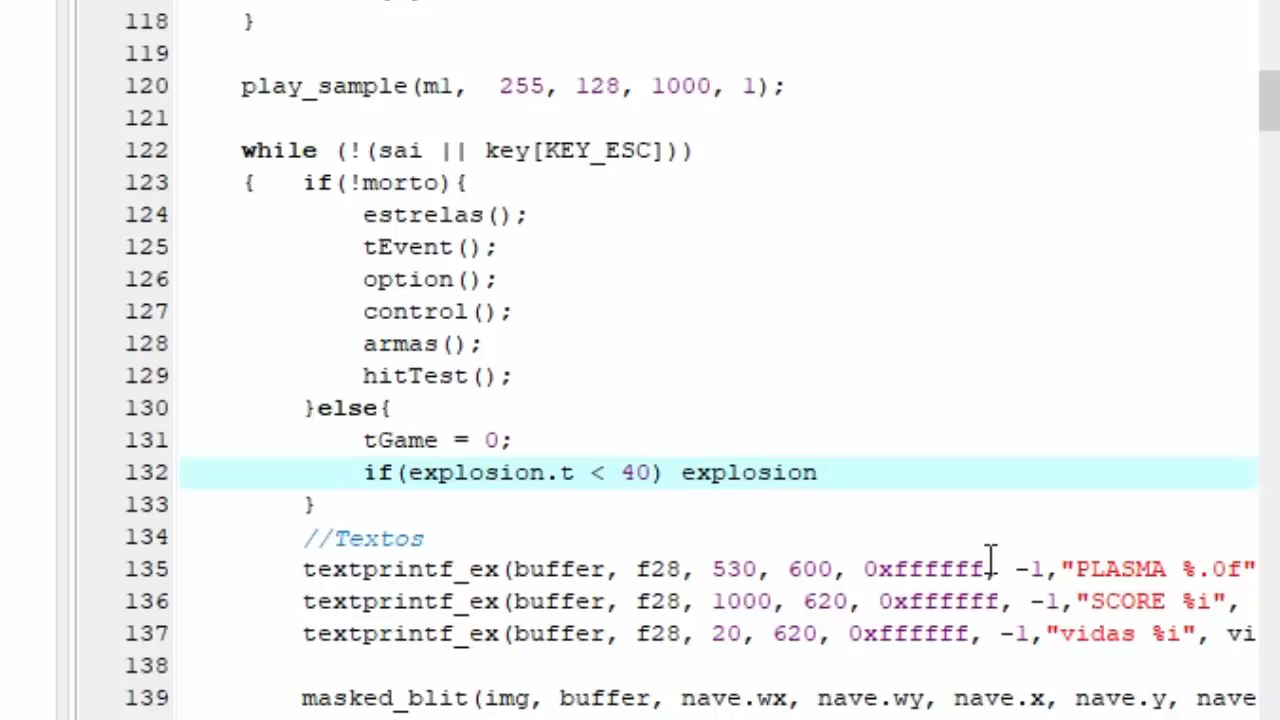 118 }
119
120 play_sample(m1, 255, 128, 1000, 1);
121
122 while (!(sai || key[KEY_ESC]))
123 { if(!morto){
124 estrelas();
125 tEvent();
126 option();
127 control();
128 armas();
129 hitTest();
130 }else{
131 tGame = 0;
132 if(explosion.t < 40) explosion
133 }
134 //Textos
135 textprintf_ex(buffer, f28, 530, 600, 0xffffff, -1,"PLASMA %.0f"
136 textprintf_ex(buffer, f28, 1000, 620, 0xffffff, -1,"SCORE %i",
137 textprintf_ex(buffer, f28, 20, 620, 0xffffff, -1,"vidas %i", vi
138
139 masked_blit(img, buffer, nave.wx, nave.wy, nave.x, nave.y, nave